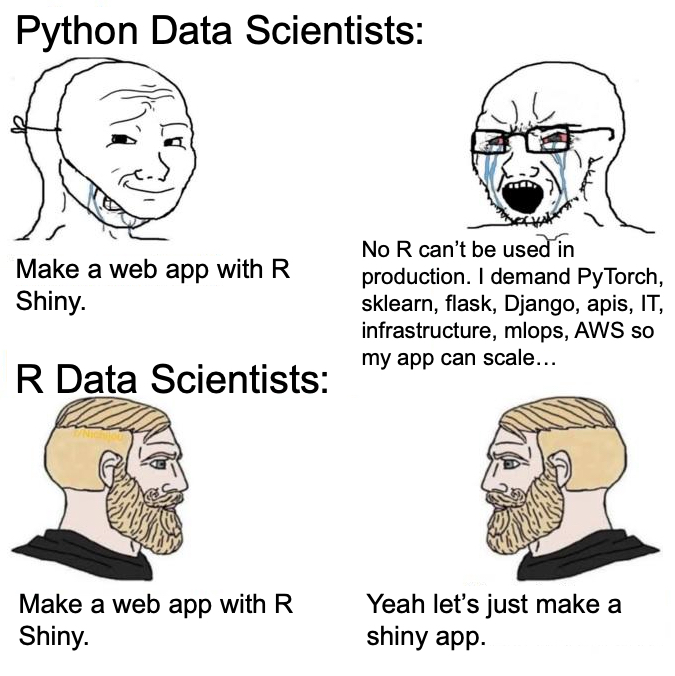 Python Data Scientists:
Make a web app with R
Shiny.
No R can’t be used in
production. I demand PyTorch,
sklearn, flask, Django, apis, IT,
infrastructure, mlops, AWS so
my app can scale…
R Data Scientists:
Make a web app with R
Shiny.
Yeah let’s just make a
shiny app.